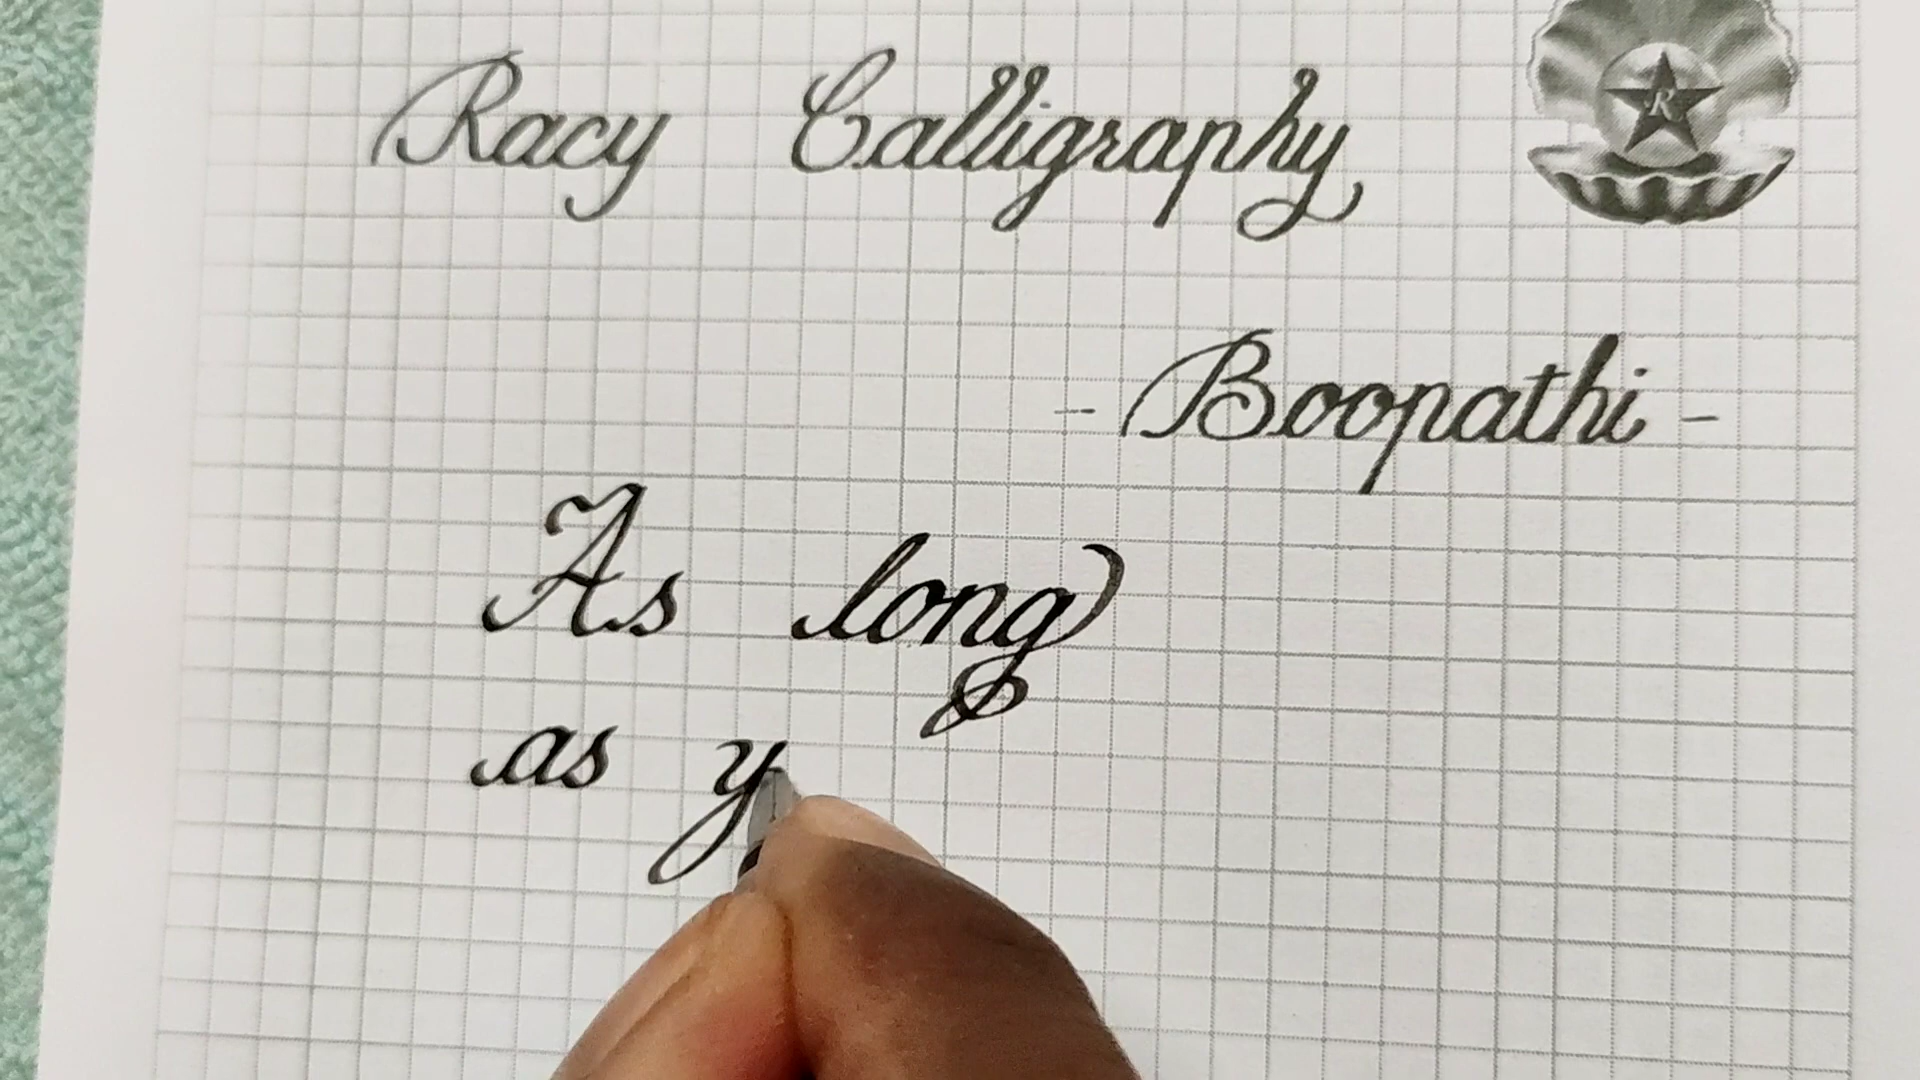 Racy Calligraphy
R
- Boopathi -
As long
as y